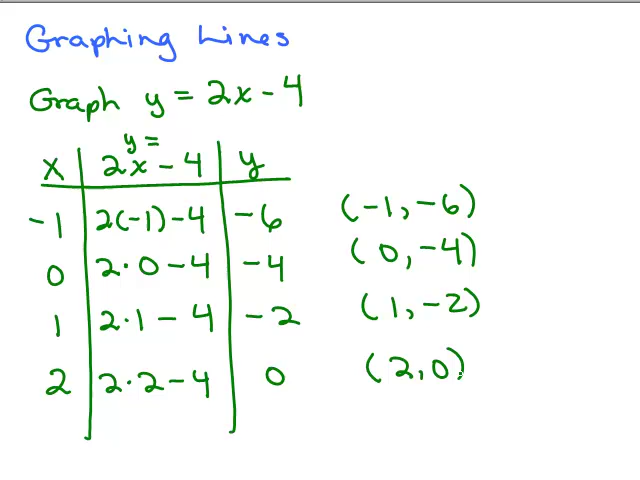 Graphing Lines
Graph y = 2x - 4
y =
x 2x - 4 y
-1 2(-1) - 4 -6 (-1, -6)
0 2·0 - 4 -4 (0, -4)
1 2·1 - 4 -2 (1, -2)
2 2·2 - 4 0 (2, 0)